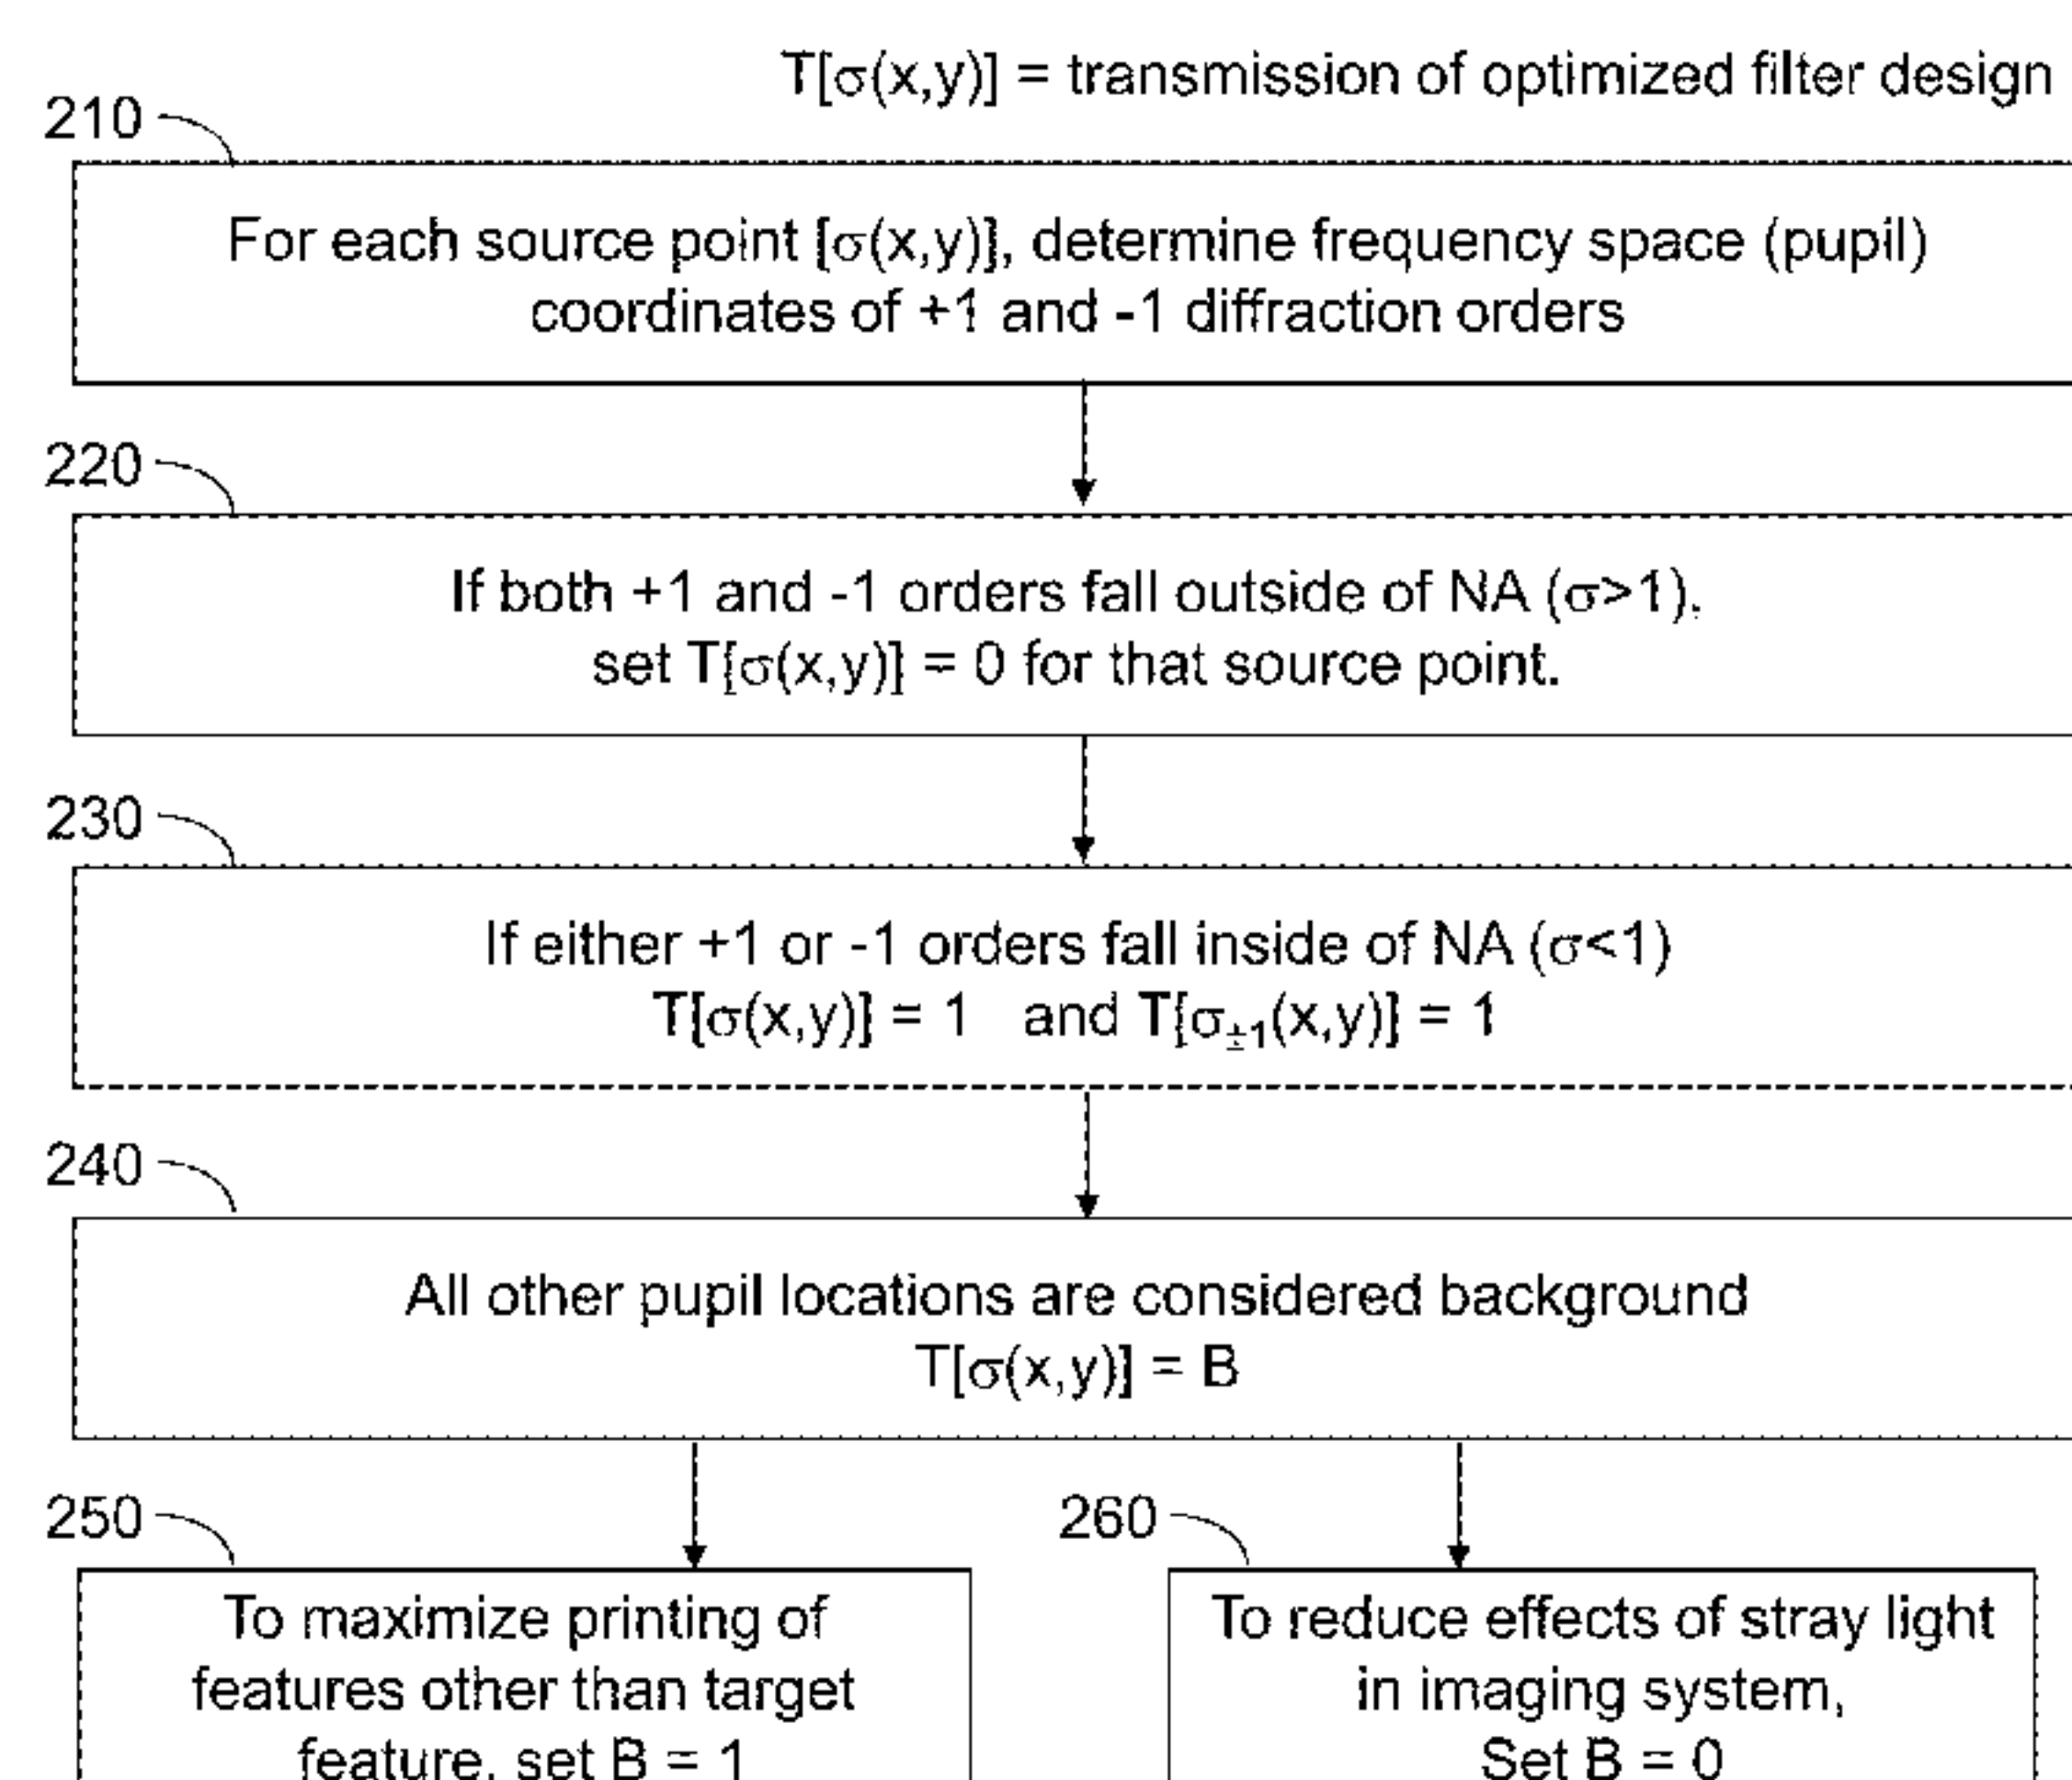 T[σ(x,y)] = transmission of optimized filter design
210
For each source point [σ(x,y)], determine frequency space (pupil)
coordinates of +1 and -1 diffraction orders
220
If both +1 and -1 orders fall outside of NA (σ>1),
set T[σ(x,y)] = 0 for that source point.
230
If either +1 or -1 orders fall inside of NA (σ<1)
T[σ(x,y)] = 1 and T[σ±1(x,y)] = 1
240
All other pupil locations are considered background
T[σ(x,y)] = B
250
To maximize printing of
features other than target
feature, set B = 1
260
To reduce effects of stray light
in imaging system,
Set B = 0